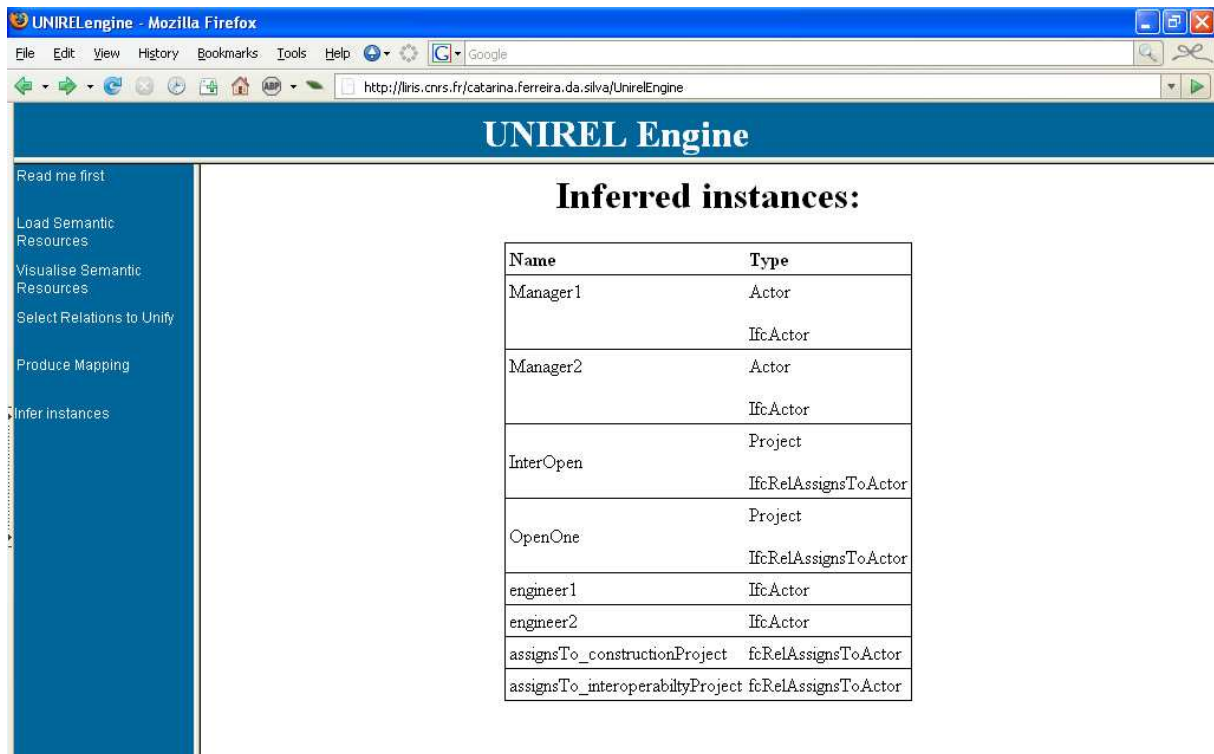 UNIRELengine - Mozilla Firefox
File Edit View History Bookmarks Tools Help G Google
ABP http://liris.cnrs.fr/catarina.ferreira.da.silva/UnirelEngine
UNIREL Engine
Read me first
Load Semantic
Resources
Visualise Semantic
Resources
Select Relations to Unify
Produce Mapping
Infer instances
Inferred instances:
Name Type
Manager1 Actor
IfcActor
Manager2 Actor
IfcActor
InterOpen Project
IfcRelAssignsToActor
OpenOne Project
IfcRelAssignsToActor
engineer1 IfcActor
engineer2 IfcActor
assignsTo_constructionProject fcRelAssignsToActor
assignsTo_interoperabiltyProject fcRelAssignsToActor